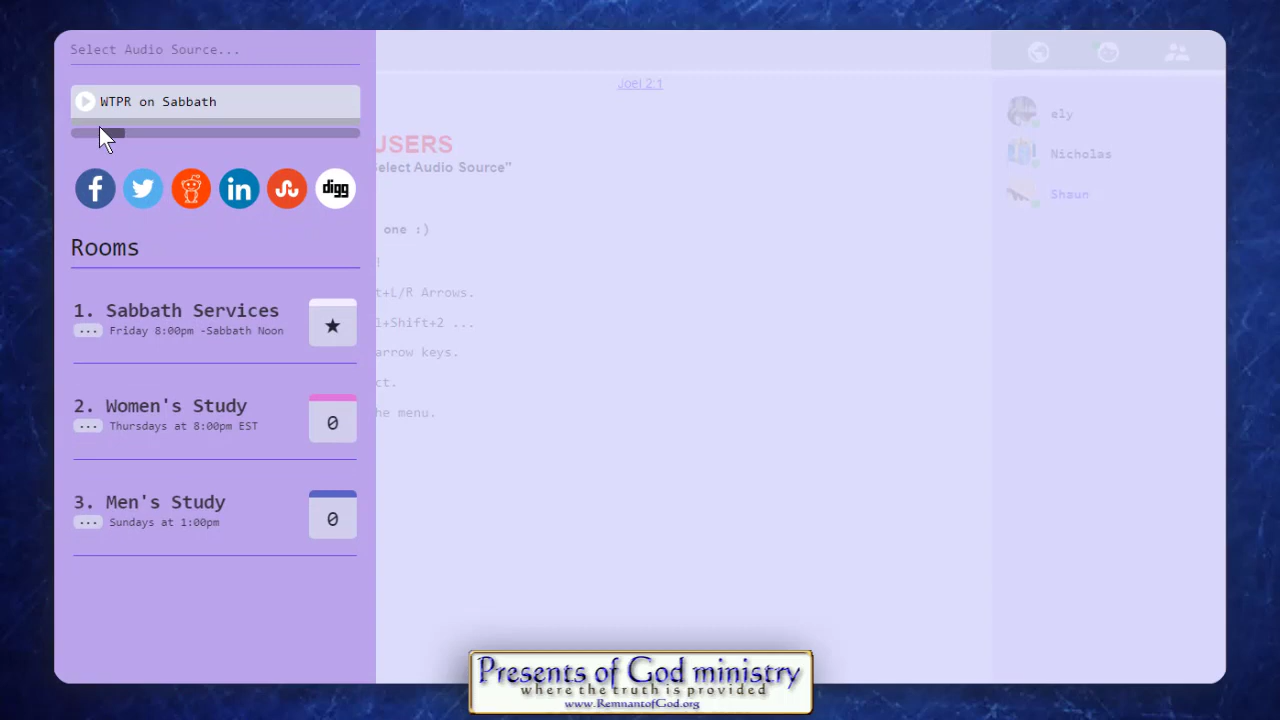 Select Audio Source...
WTPR on Sabbath
digg
Rooms
1. Sabbath Services
... Friday 8:00pm -Sabbath Noon
★
2. Women's Study
... Thursdays at 8:00pm EST
0
3. Men's Study
... Sundays at 1:00pm
0
Joel 2:1
USERS
Select Audio Source"
one :)
!
t+L/R Arrows.
l+Shift+2 ...
arrow keys.
ct.
he menu.
ely
Nicholas
Shaun
Presents of God ministry
where the truth is provided
www.RemnantofGod.org